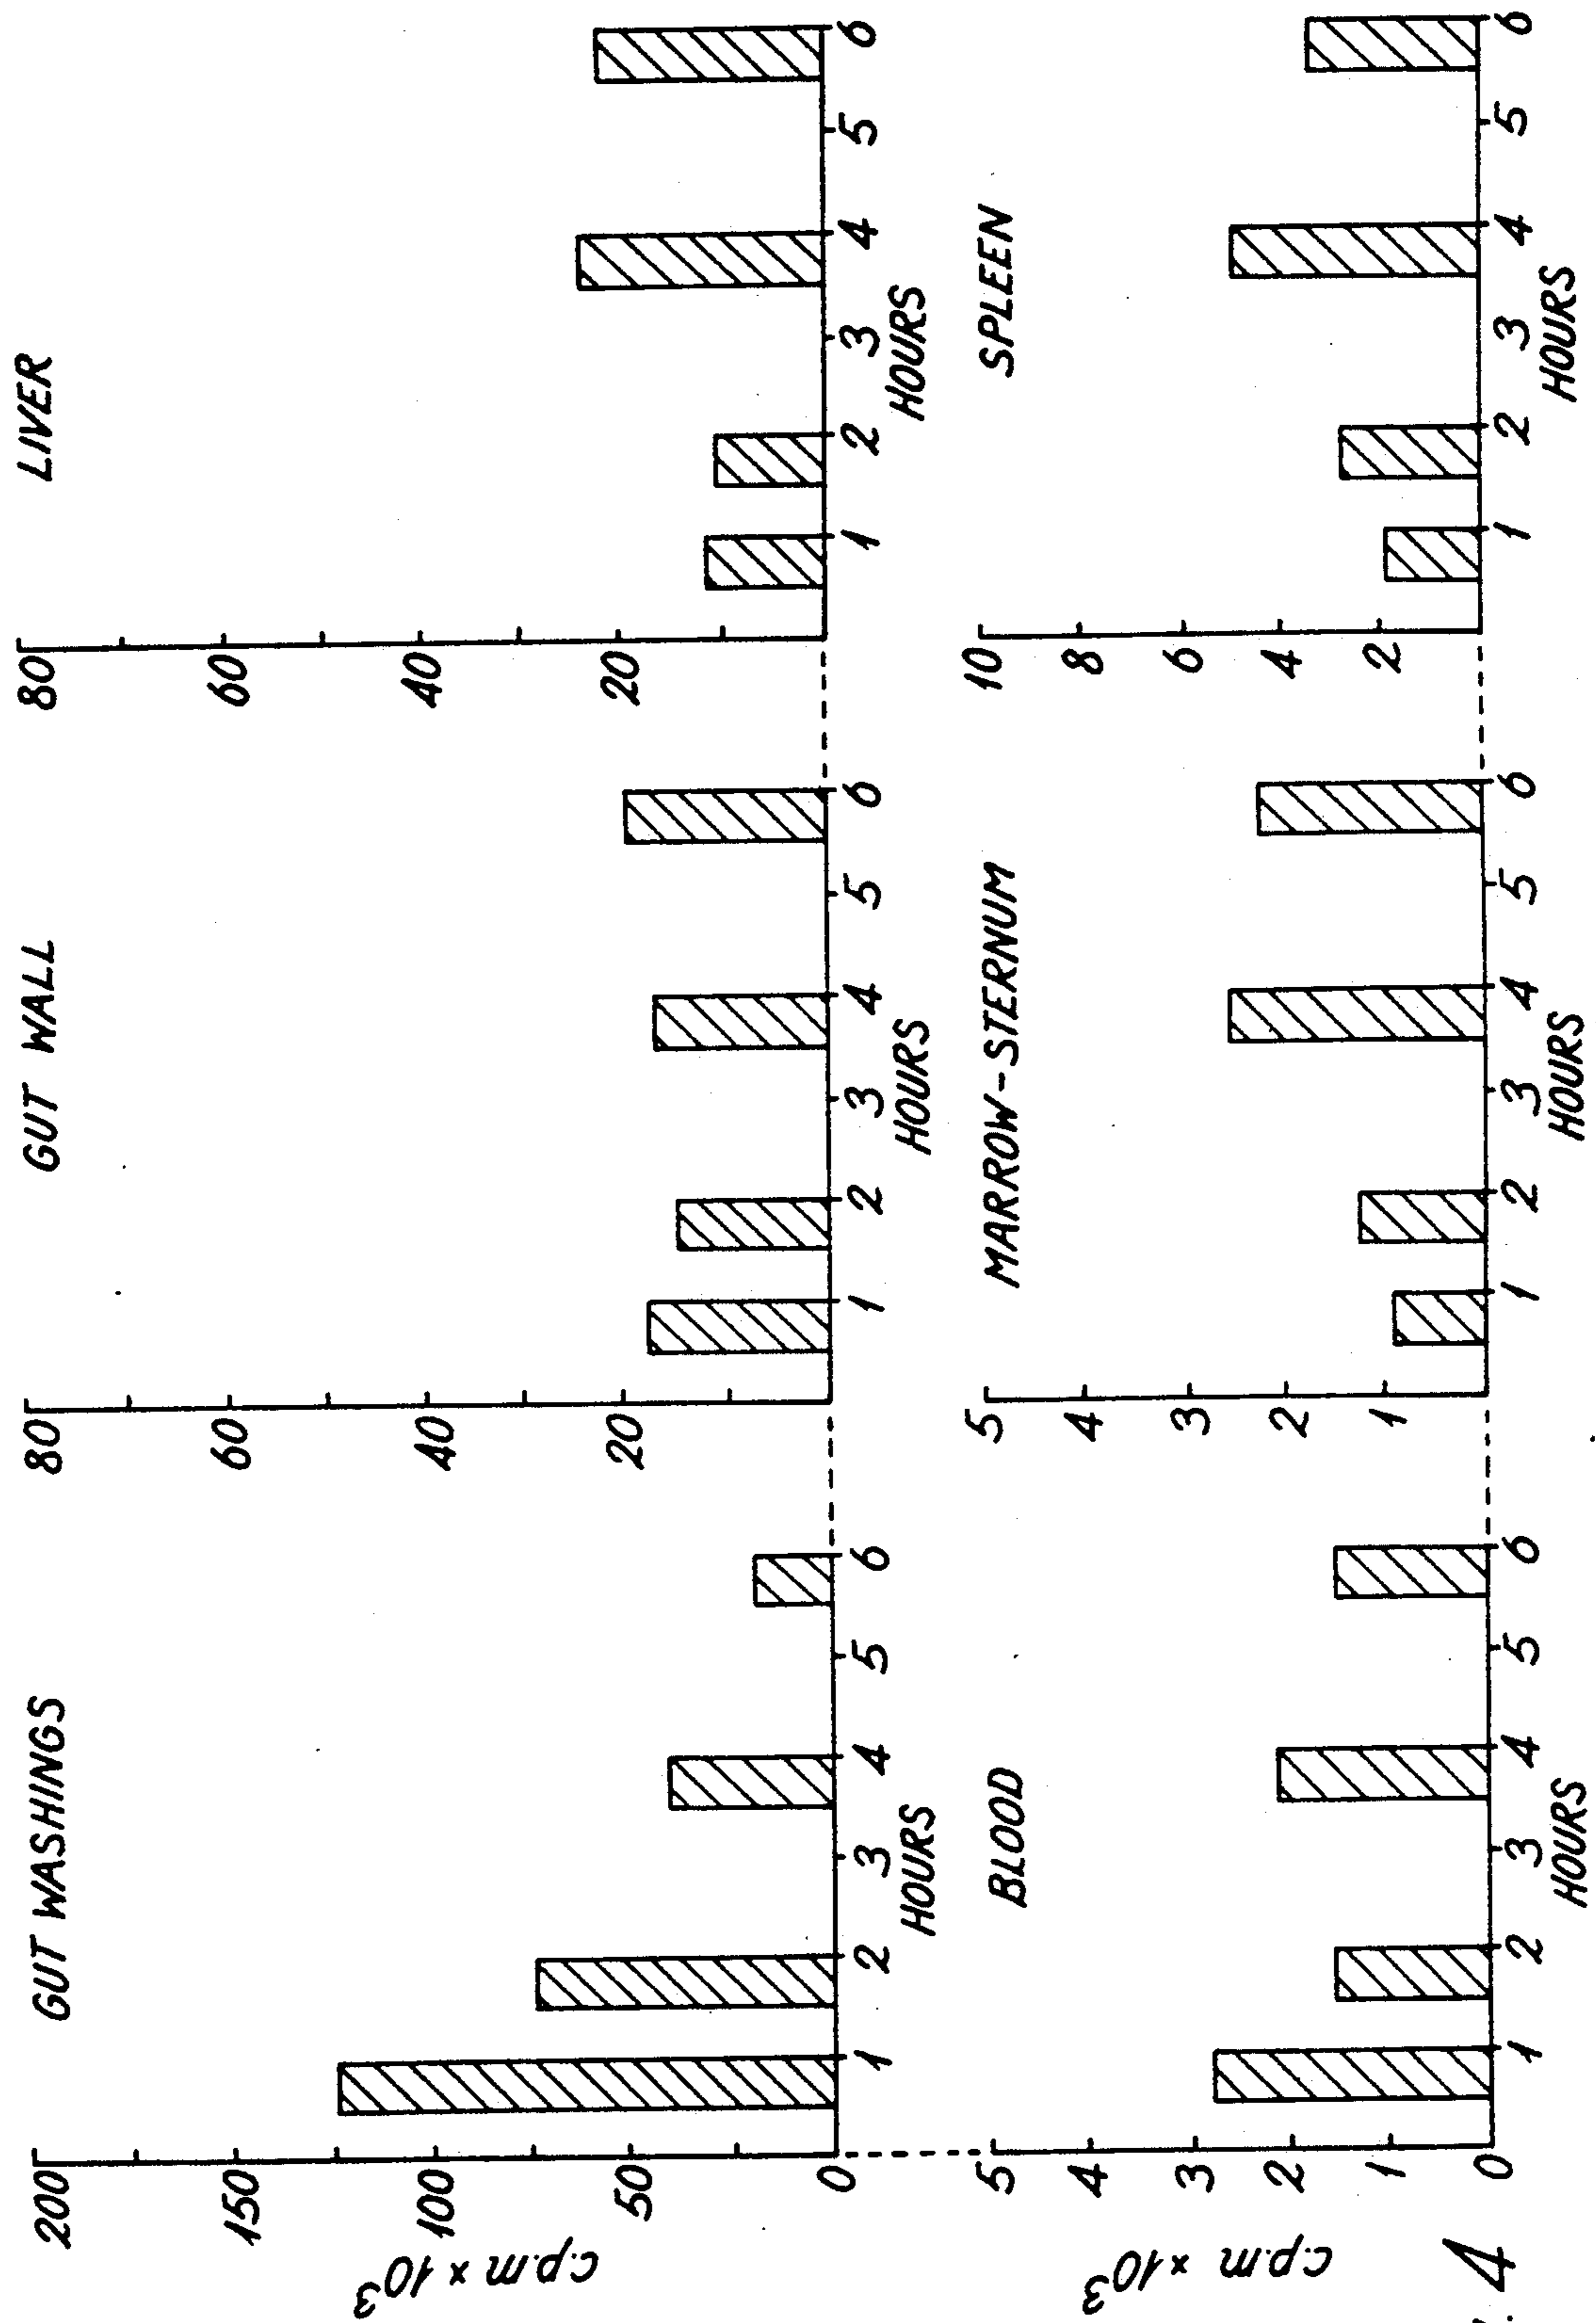 GUT WASHINGS
200
150
100
50
0
c.p.m × 10³
1 2 3 4 5 6
HOURS
GUT WALL
80
60
40
20
1 2 3 4 5 6
HOURS
LIVER
80
60
40
20
1 2 3 4 5 6
HOURS
BLOOD
5
4
3
2
1
0
c.p.m × 10³
1 2 3 4 5 6
HOURS
MARROW-STERNUM
5
4
3
2
1
1 2 3 4 5 6
HOURS
SPLEEN
10
8
6
4
2
1 2 3 4 5 6
HOURS
4